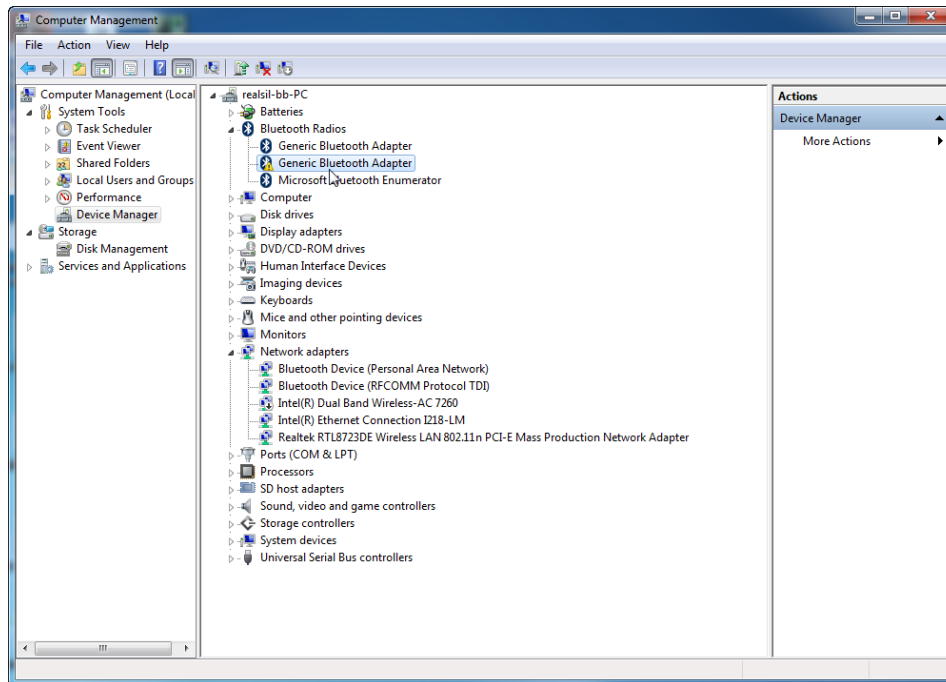 Computer Management
File Action View Help
Computer Management (Local
System Tools
Task Scheduler
Event Viewer
Shared Folders
Local Users and Groups
Performance
Device Manager
Storage
Disk Management
Services and Applications
realsil-bb-PC
Batteries
Bluetooth Radios
Generic Bluetooth Adapter
Generic Bluetooth Adapter
Microsoft Bluetooth Enumerator
Computer
Disk drives
Display adapters
DVD/CD-ROM drives
Human Interface Devices
Imaging devices
Keyboards
Mice and other pointing devices
Monitors
Network adapters
Bluetooth Device (Personal Area Network)
Bluetooth Device (RFCOMM Protocol TDI)
Intel(R) Dual Band Wireless-AC 7260
Intel(R) Ethernet Connection I218-LM
Realtek RTL8723DE Wireless LAN 802.11n PCI-E Mass Production Network Adapter
Ports (COM & LPT)
Processors
SD host adapters
Sound, video and game controllers
Storage controllers
System devices
Universal Serial Bus controllers
Actions
Device Manager
More Actions